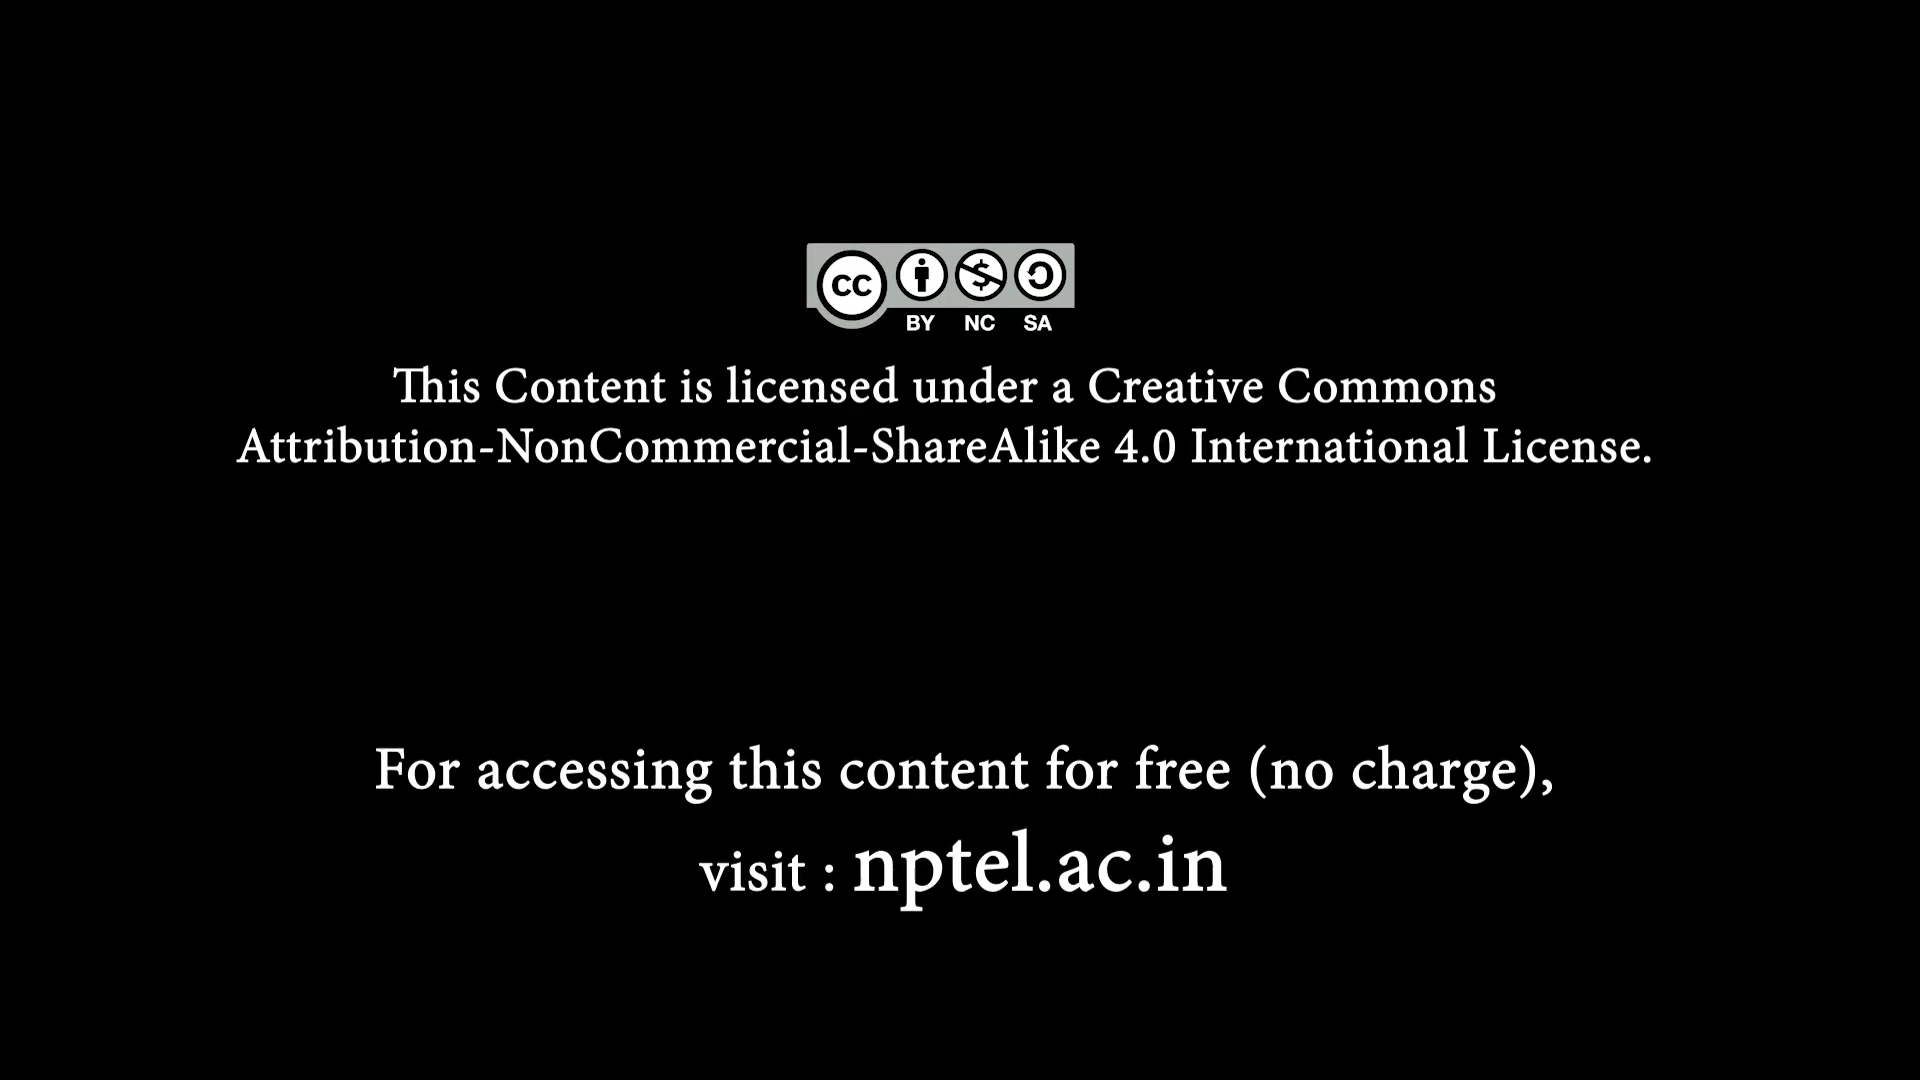 CC BY NC SA
This Content is licensed under a Creative Commons
Attribution-NonCommercial-ShareAlike 4.0 International License.
For accessing this content for free (no charge),
visit : nptel.ac.in